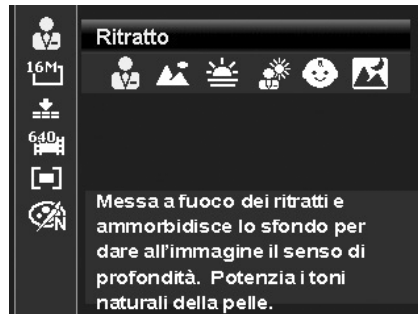 Ritratto
16M
640
N
Messa a fuoco dei ritratti e
ammorbidisce lo sfondo per
dare all'immagine il senso di
profondità. Potenzia i toni
naturali della pelle.